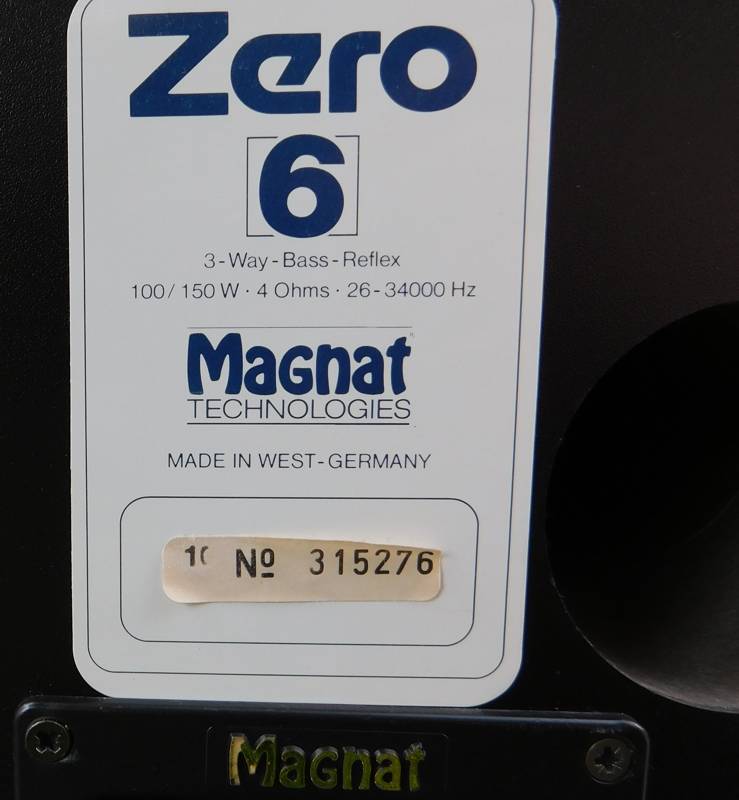 Zero
[6]
3-Way-Bass-Reflex
100/150 W · 4 Ohms · 26-34000 Hz
Magnat
TECHNOLOGIES
MADE IN WEST-GERMANY
Nº 315276
Magnat